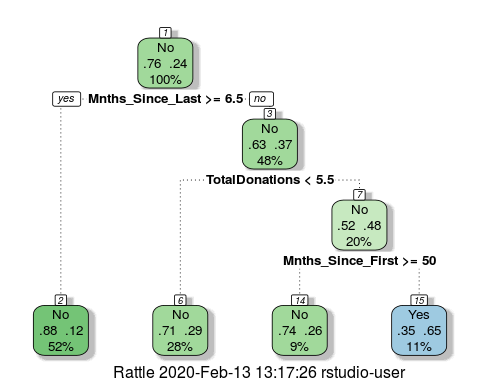 1
No
.76 .24
100%
yes Mnths_Since_Last >= 6.5 no
3
No
.63 .37
48%
TotalDonations < 5.5
7
No
.52 .48
20%
Mnths_Since_First >= 50
2
No
.88 .12
52%
6
No
.71 .29
28%
14
No
.74 .26
9%
15
Yes
.35 .65
11%
Rattle 2020-Feb-13 13:17:26 rstudio-user